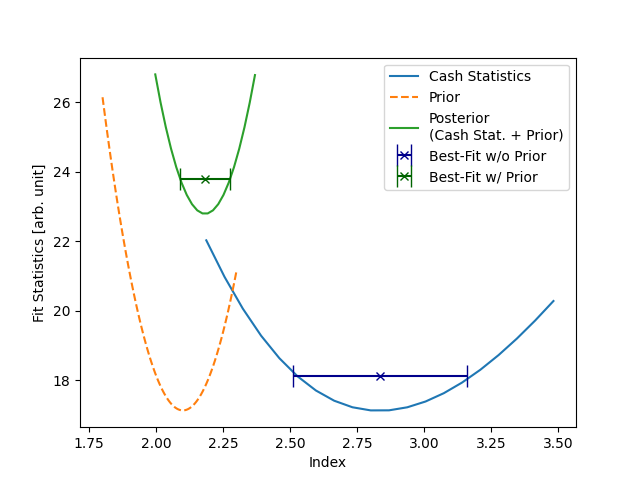 26
24
22
20
18
Fit Statistics [arb. unit]
1.75 2.00 2.25 2.50 2.75 3.00 3.25 3.50
Index
Cash Statistics
Prior
Posterior
(Cash Stat. + Prior)
Best-Fit w/o Prior
Best-Fit w/ Prior